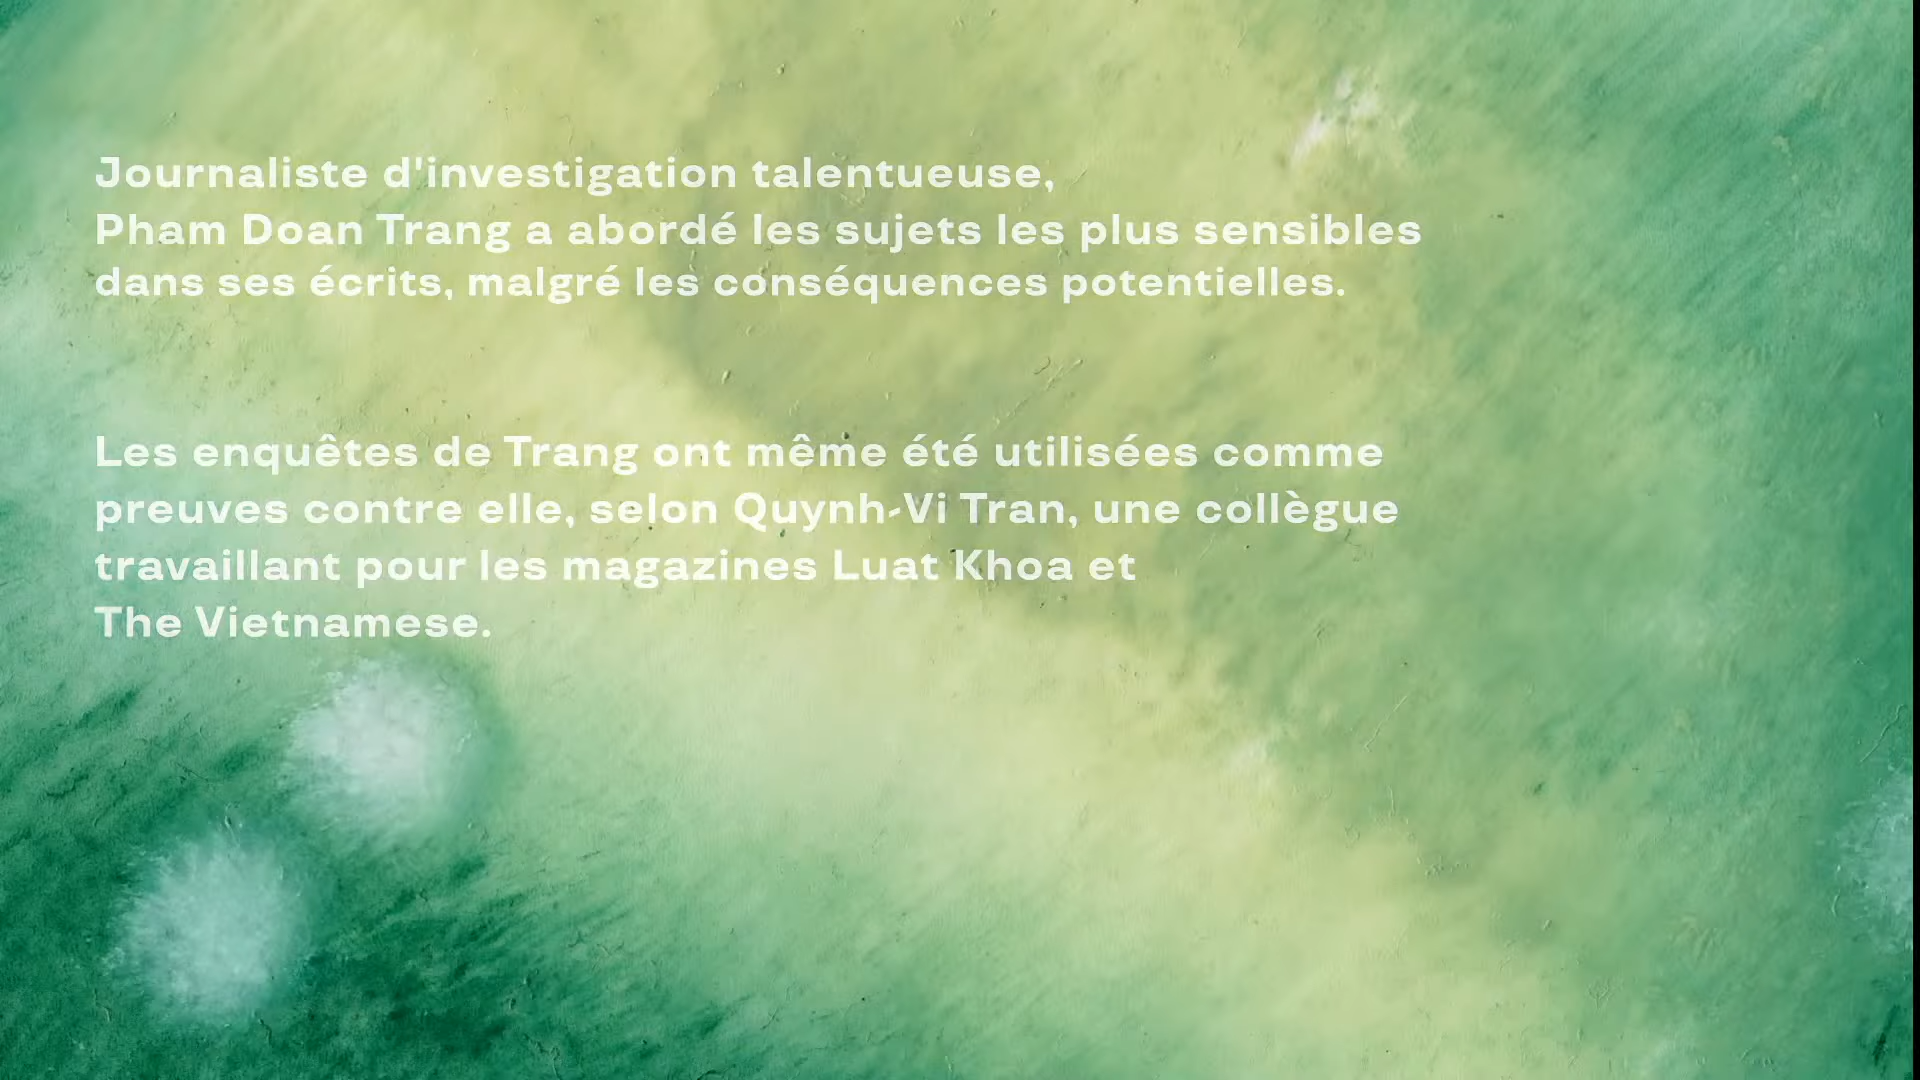 Journaliste d'investigation talentueuse,
Pham Doan Trang a abordé les sujets les plus sensibles
dans ses écrits, malgré les conséquences potentielles.
Les enquêtes de Trang ont même été utilisées comme
preuves contre elle, selon Quynh-Vi Tran, une collègue
travaillant pour les magazines Luat Khoa et
The Vietnamese.